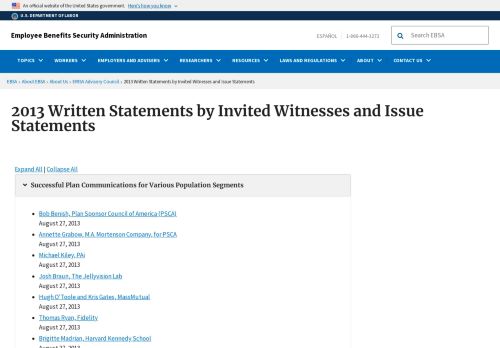 An official website of the United States government. Here's how you know
U.S. DEPARTMENT OF LABOR
Employee Benefits Security Administration
ESPAÑOL | 1-866-444-3272
Search EBSA
TOPICS WORKERS EMPLOYERS AND ADVISERS RESEARCHERS RESOURCES LAWS AND REGULATIONS ABOUT CONTACT US
EBSA » About EBSA » About Us » ERISA Advisory Council » 2013 Written Statements by Invited Witnesses and Issue Statements
2013 Written Statements by Invited Witnesses and Issue
Statements
Expand All | Collapse All
Successful Plan Communications for Various Population Segments
Bob Benish, Plan Sponsor Council of America (PSCA)
August 27, 2013
Annette Grabow, M.A. Mortenson Company, for PSCA
August 27, 2013
Michael Kiley, PAi
August 27, 2013
Josh Braun, The Jellyvision Lab
August 27, 2013
Hugh O'Toole and Kris Gates, MassMutual
August 27, 2013
Thomas Ryan, Fidelity
August 27, 2013
Brigitte Madrian, Harvard Kennedy School
August 27, 2013